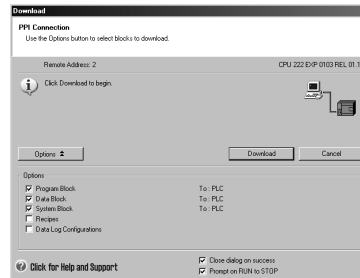 Download
PPI Connection
Use the Options button to select blocks to download.
Remote Address: 2 CPU 222 EXP 0103 REL 01.1
Click Download to begin.
Options Download Cancel
Options
Program Block To : PLC
Data Block To : PLC
System Block To : PLC
Recipes
Data Log Configurations
Click for Help and Support
Close dialog on success
Prompt on RUN to STOP